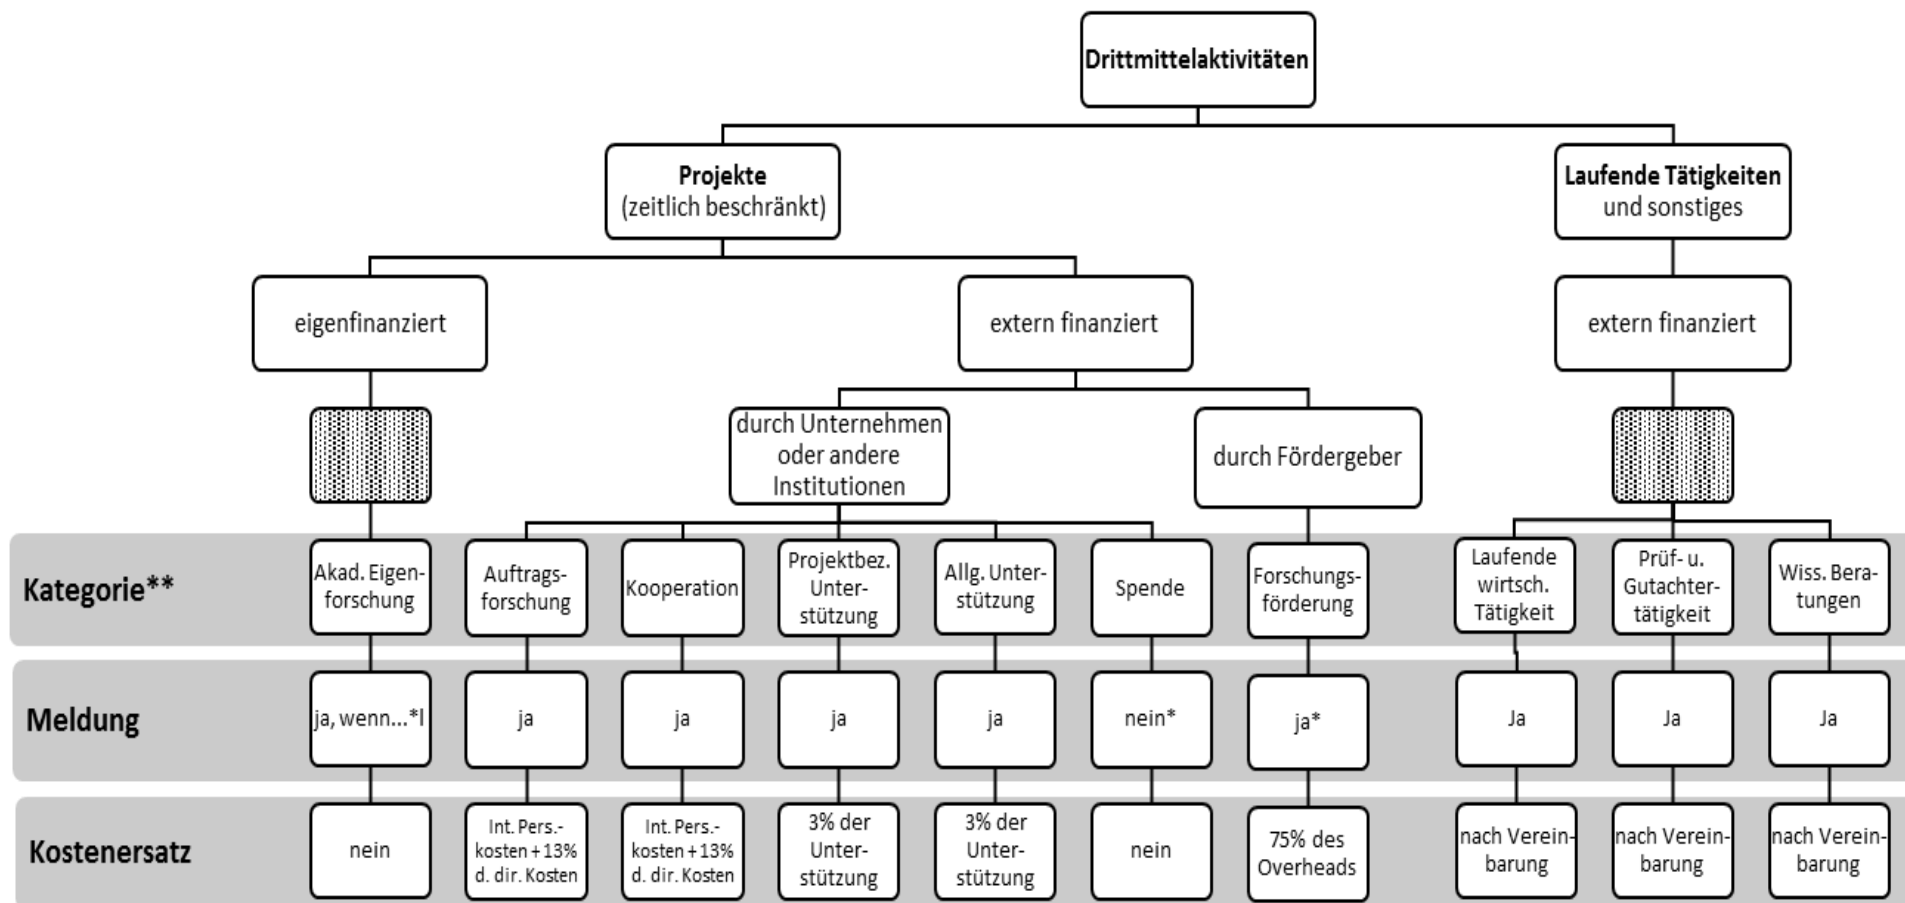 Drittmittelaktivitäten
Projekte
(zeitlich beschränkt)
Laufende Tätigkeiten
und sonstiges
eigenfinanziert
extern finanziert
extern finanziert
durch Unternehmen
oder andere
Institutionen
durch Fördergeber
Kategorie**
Akad. Eigen-
forschung
Auftrags-
forschung
Kooperation
Projektbez.
Unter-
stützung
Allg. Unter-
stützung
Spende
Forschungs-
förderung
Laufende
wirtsch.
Tätigkeit
Prüf- u.
Gutachter-
tätigkeit
Wiss. Bera-
tungen
Meldung
ja, wenn...*l
ja
ja
ja
ja
nein*
ja*
Ja
Ja
Ja
Kostenersatz
nein
Int. Pers.-
kosten + 13%
d. dir. Kosten
Int. Pers.-
kosten + 13%
d. dir. Kosten
3% der
Unter-
stützung
3% der
Unter-
stützung
nein
75% des
Overheads
nach Verein-
barung
nach Verein-
barung
nach Verein-
barung